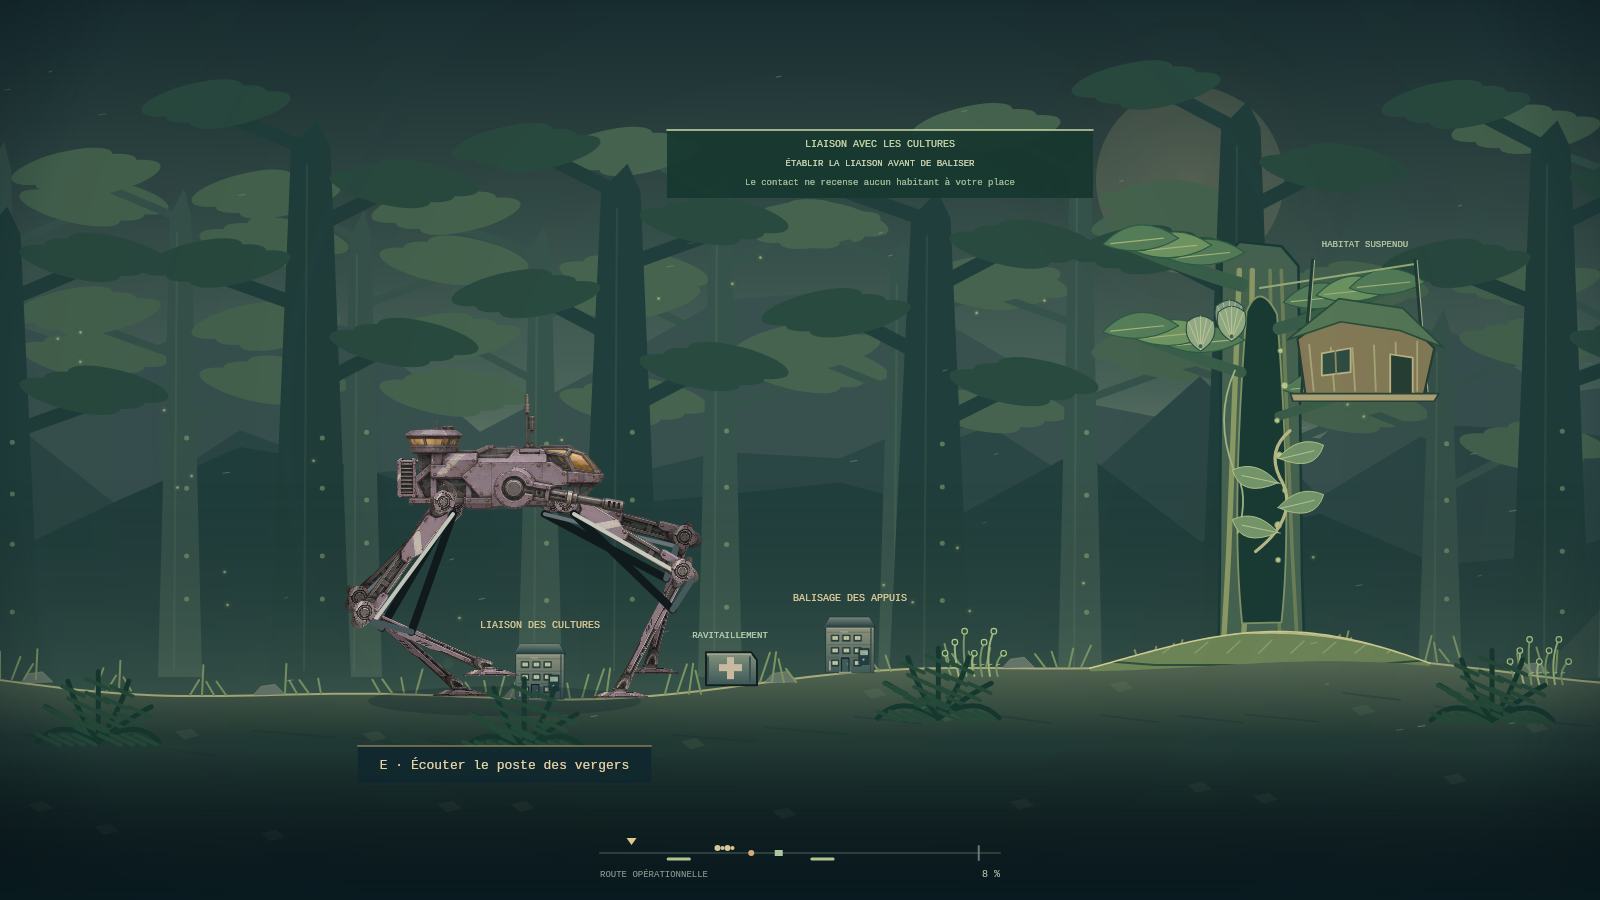 LIAISON AVEC LES CULTURES
ÉTABLIR LA LIAISON AVANT DE BALISER
Le contact ne recense aucun habitant à votre place
HABITAT SUSPENDU
BALISAGE DES APPUIS
LIAISON DES CULTURES
RAVITAILLEMENT
E · Écouter le poste des vergers
ROUTE OPÉRATIONNELLE
8 %